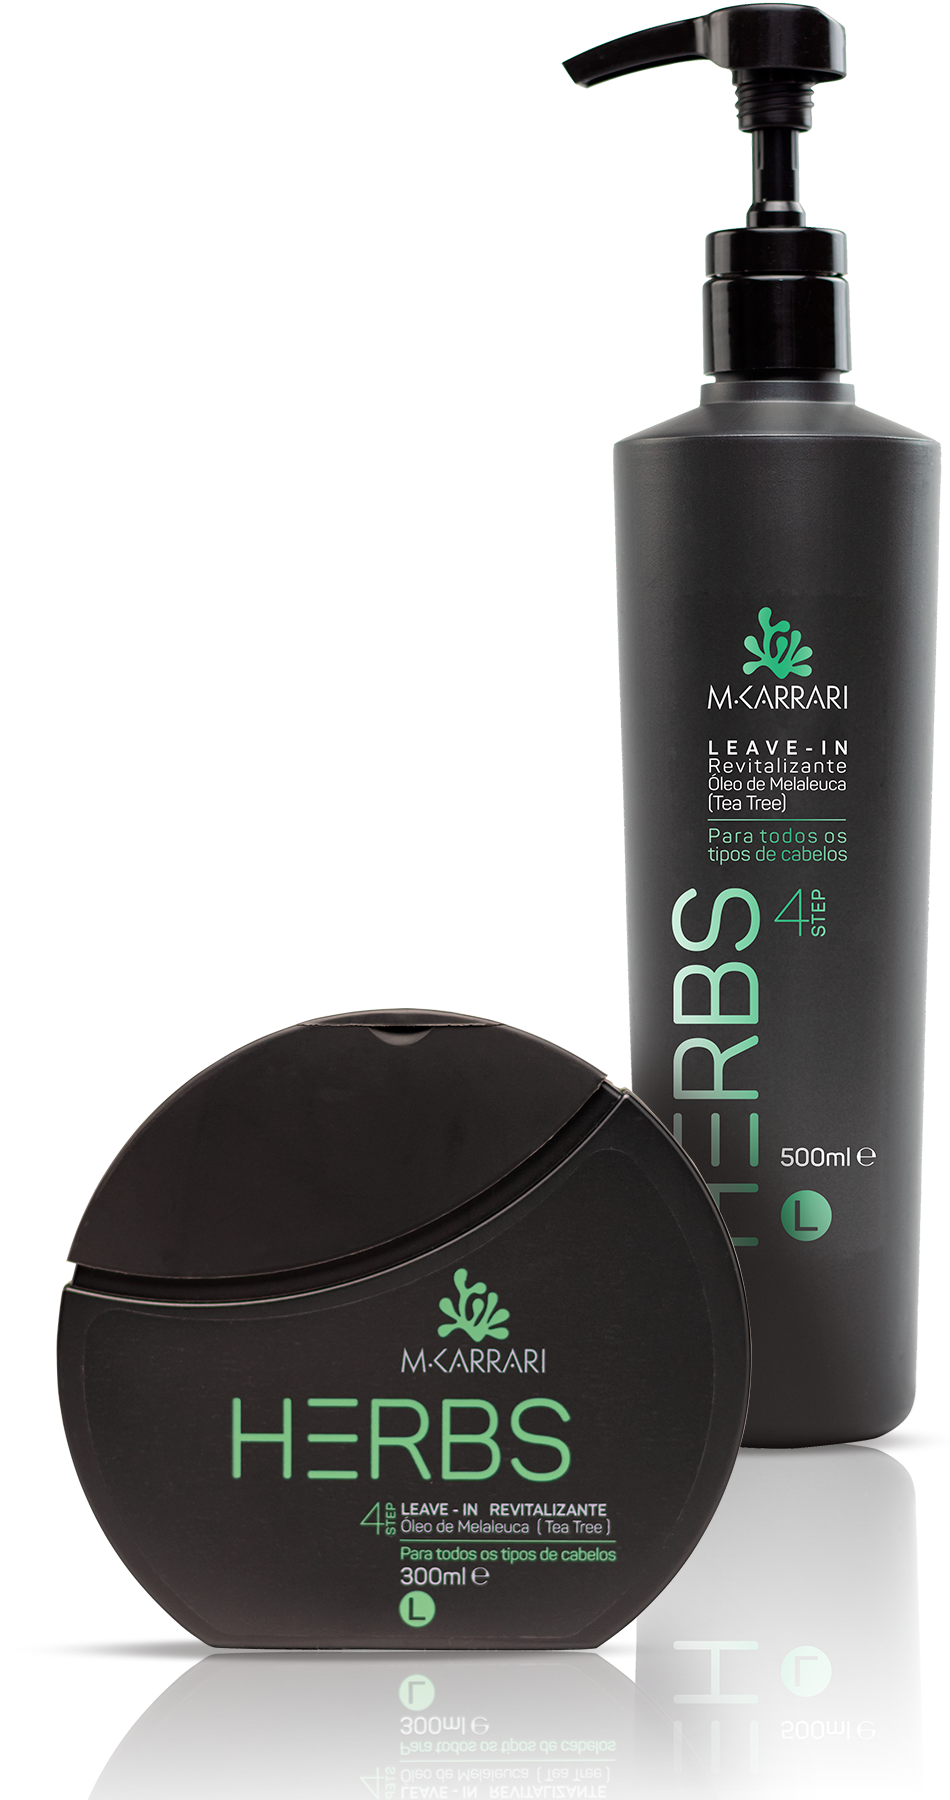 M·CARRARI
LEAVE-IN
Revitalizante
Óleo de Melaleuca
(Tea Tree)
Para todos os
tipos de cabelos
4 STEP
HERBS
500ml ℮
L
M·CARRARI
HERBS
4 STEP
LEAVE-IN REVITALIZANTE
Óleo de Melaleuca (Tea Tree)
Para todos os tipos de cabelos
300ml ℮
L